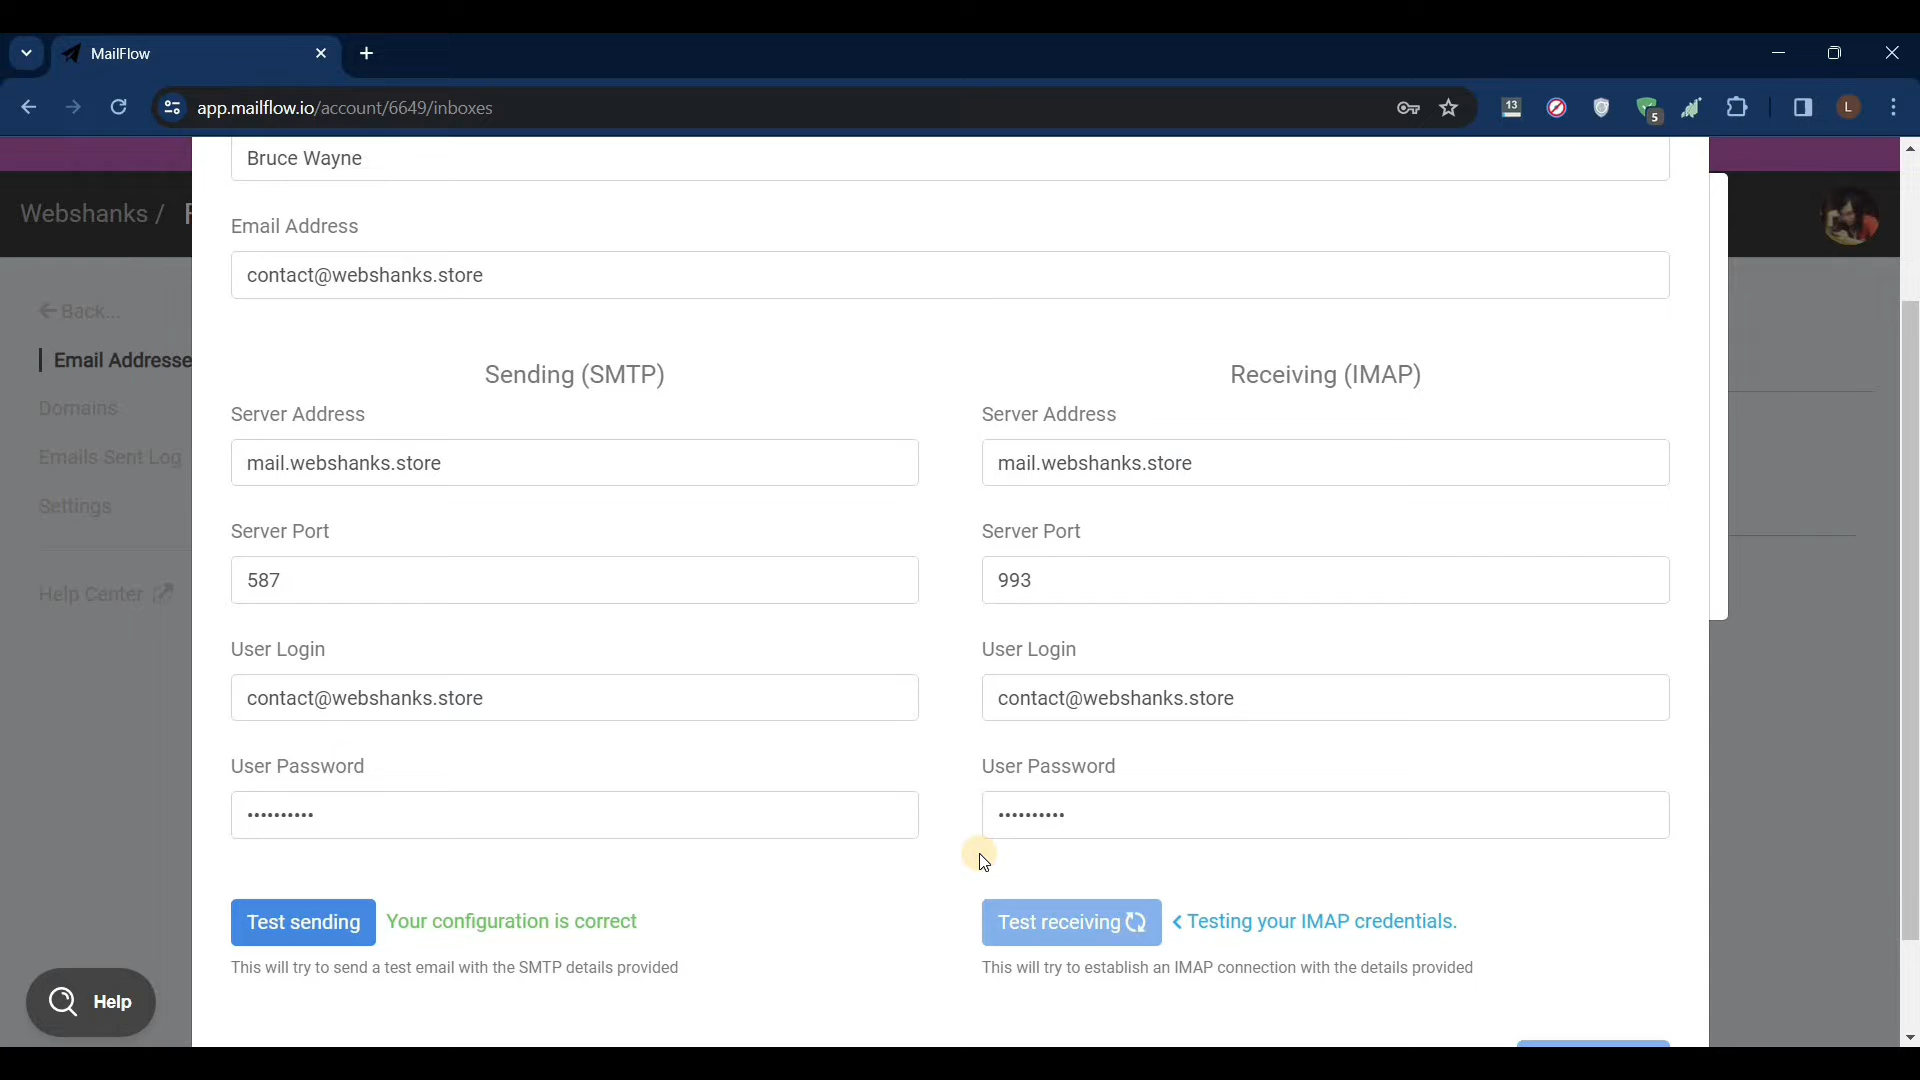 MailFlow
app.mailflow.io/account/6649/inboxes
13
5
L
Bruce Wayne
Webshanks /
Email Address
contact@webshanks.store
Back...
Email Addresse
Domains
Emails Sent Log
Settings
Help Center
Sending (SMTP)
Receiving (IMAP)
Server Address
Server Address
mail.webshanks.store
mail.webshanks.store
Server Port
Server Port
587
993
User Login
User Login
contact@webshanks.store
contact@webshanks.store
User Password
User Password
••••••••••
••••••••••
Test sending
Your configuration is correct
Test receiving
Testing your IMAP credentials.
This will try to send a test email with the SMTP details provided
This will try to establish an IMAP connection with the details provided
Help